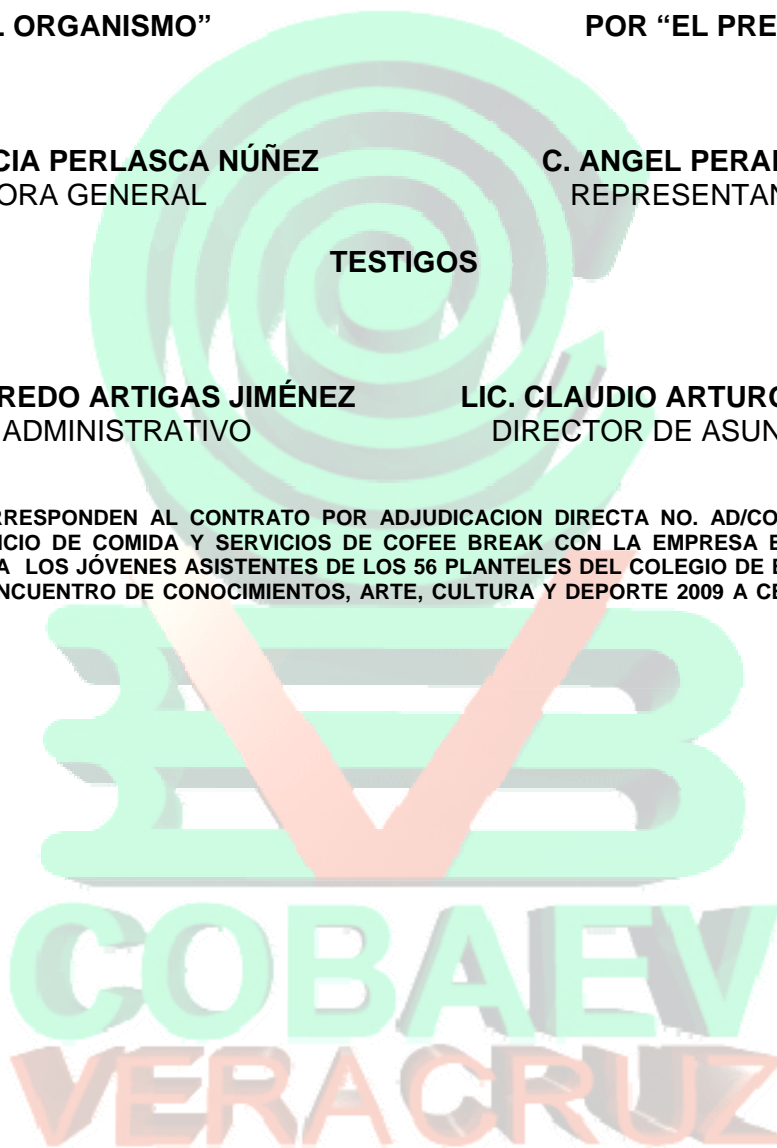 L ORGANISMO” POR “EL PRE
CIA PERLASCA NÚÑEZ C. ANGEL PERA
ORA GENERAL REPRESENTAN
TESTIGOS
REDO ARTIGAS JIMÉNEZ LIC. CLAUDIO ARTURO
ADMINISTRATIVO DIRECTOR DE ASUN
RRESPONDEN AL CONTRATO POR ADJUDICACION DIRECTA NO. AD/CO
ICIO DE COMIDA Y SERVICIOS DE COFEE BREAK CON LA EMPRESA E
A LOS JÓVENES ASISTENTES DE LOS 56 PLANTELES DEL COLEGIO DE
NCUENTRO DE CONOCIMIENTOS, ARTE, CULTURA Y DEPORTE 2009 A CE
COBAEV
VERACRUZ